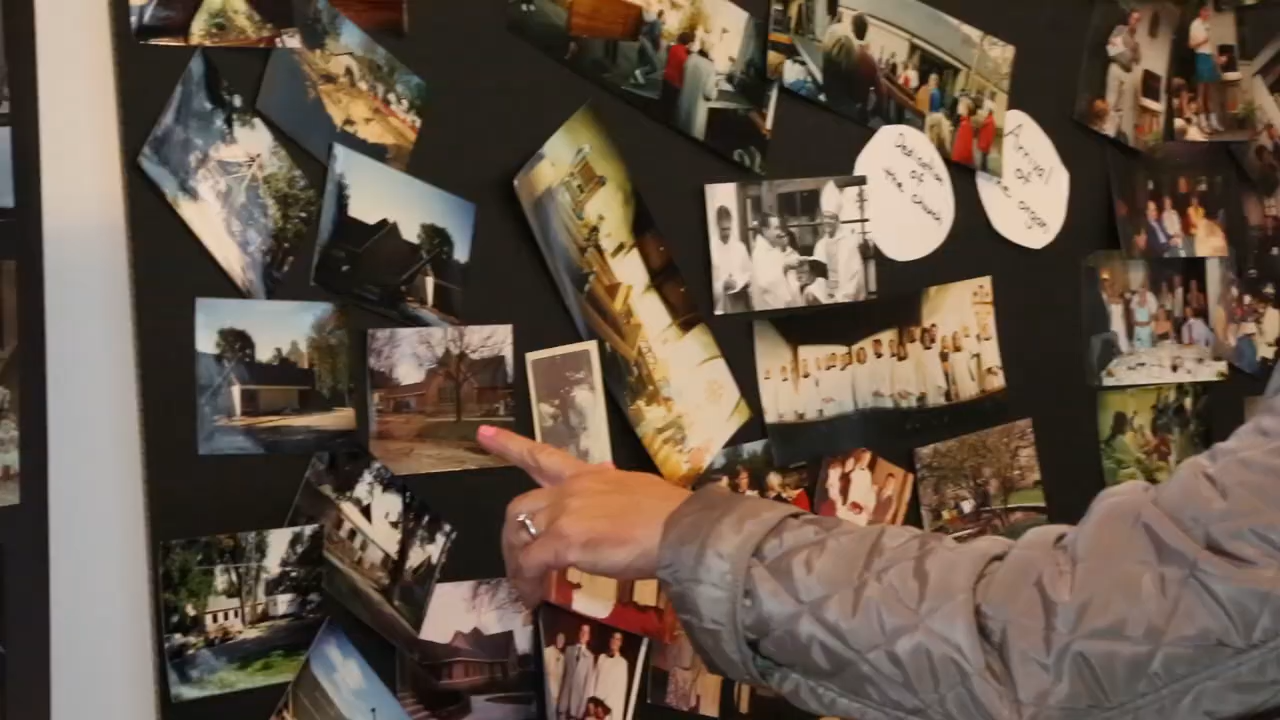 Dedication
of
the church
Arrival
of
the organ